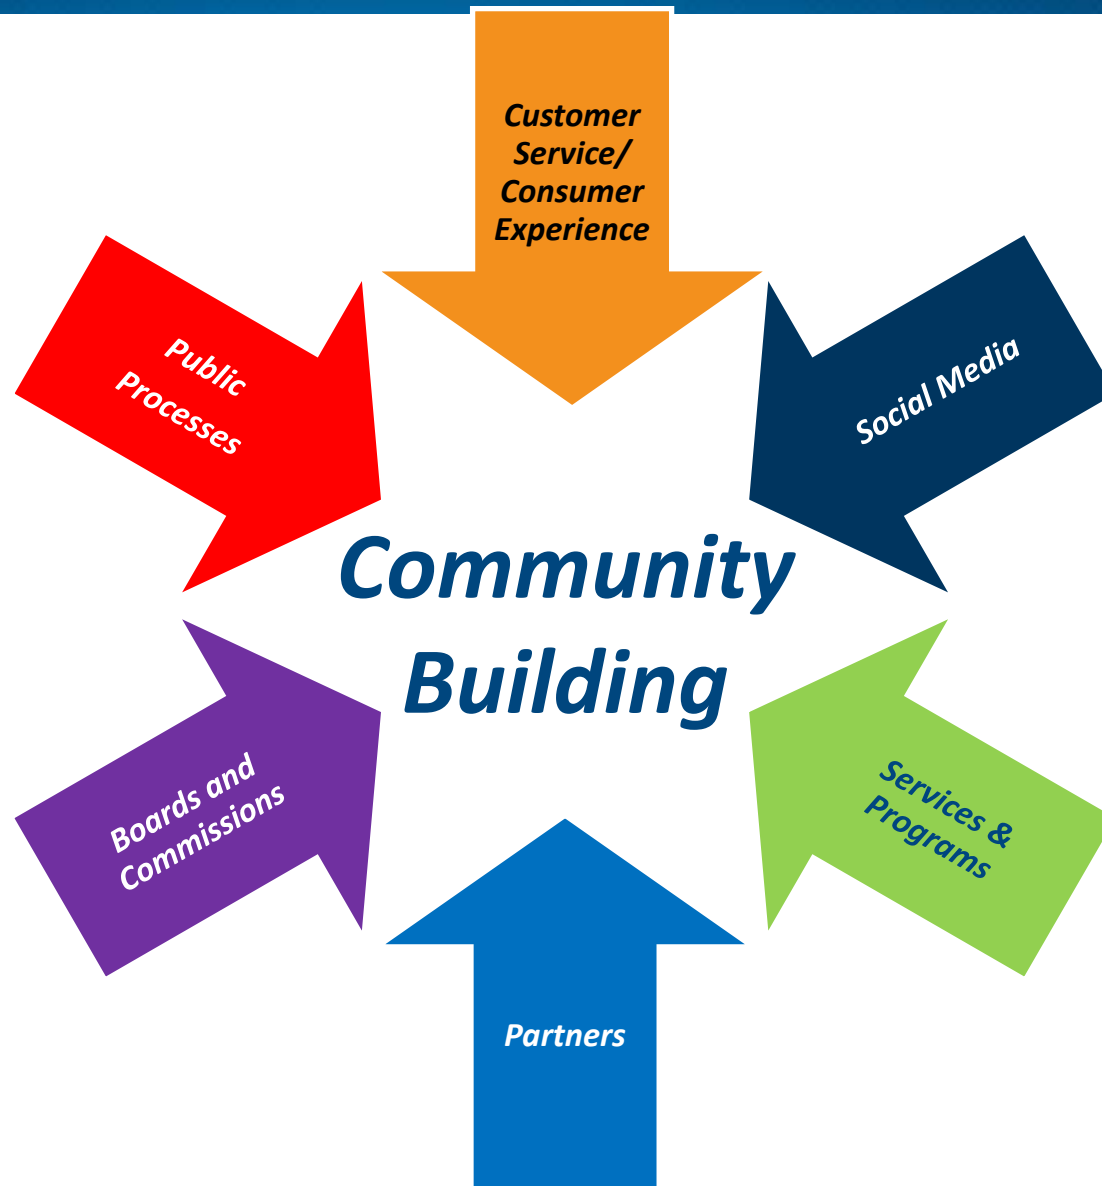 Customer
Service/
Consumer
Experience
Public
Processes
Social Media
Community
Building
Boards and
Commissions
Services &
Programs
Partners